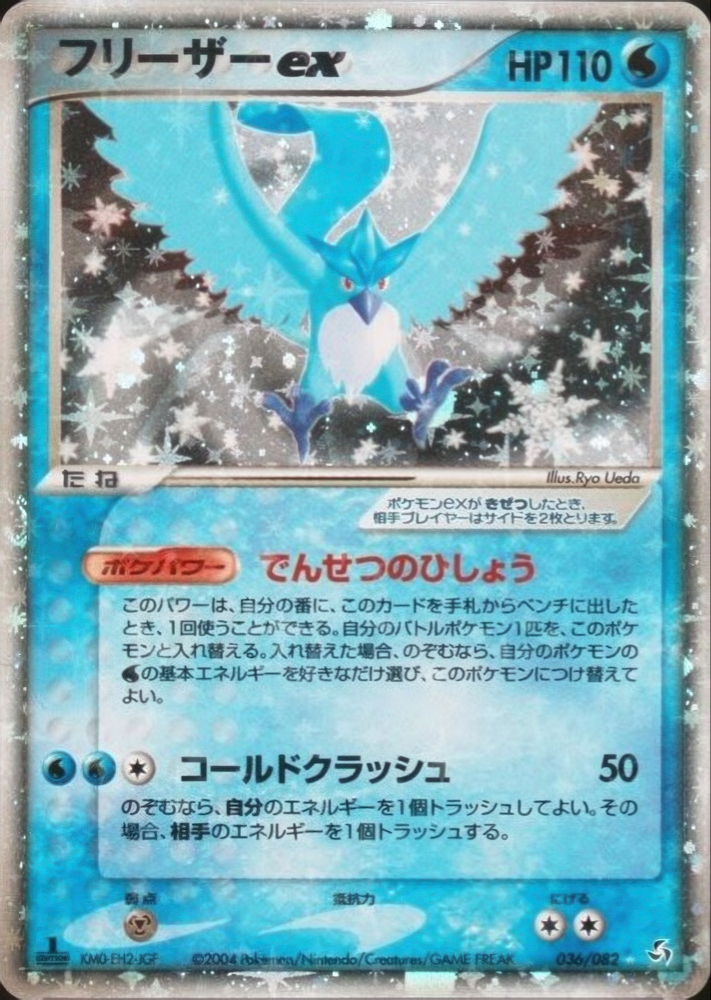 フリーザーex HP110
たね
Illus.Ryo Ueda
ポケモンexがきぜつしたとき、
相手プレイヤーはサイドを2枚とります。
ポケパワー でんせつのひしょう
このパワーは、自分の番に、このカードを手札からベンチに出した
とき、1回使うことができる。自分のバトルポケモン1匹を、このポケ
モンと入れ替える。入れ替えた場合、のぞむなら、自分のポケモンの
の基本エネルギーを好きなだけ選び、このポケモンにつけ替えて
よい。
コールドクラッシュ 50
のぞむなら、自分のエネルギーを1個トラッシュしてよい。その
場合、相手のエネルギーを1個トラッシュする。
弱点 抵抗力 にげる
1 EDITION KM0-EH2-JGF ©2004 Pokémon/Nintendo/Creatures/GAME FREAK 036/082